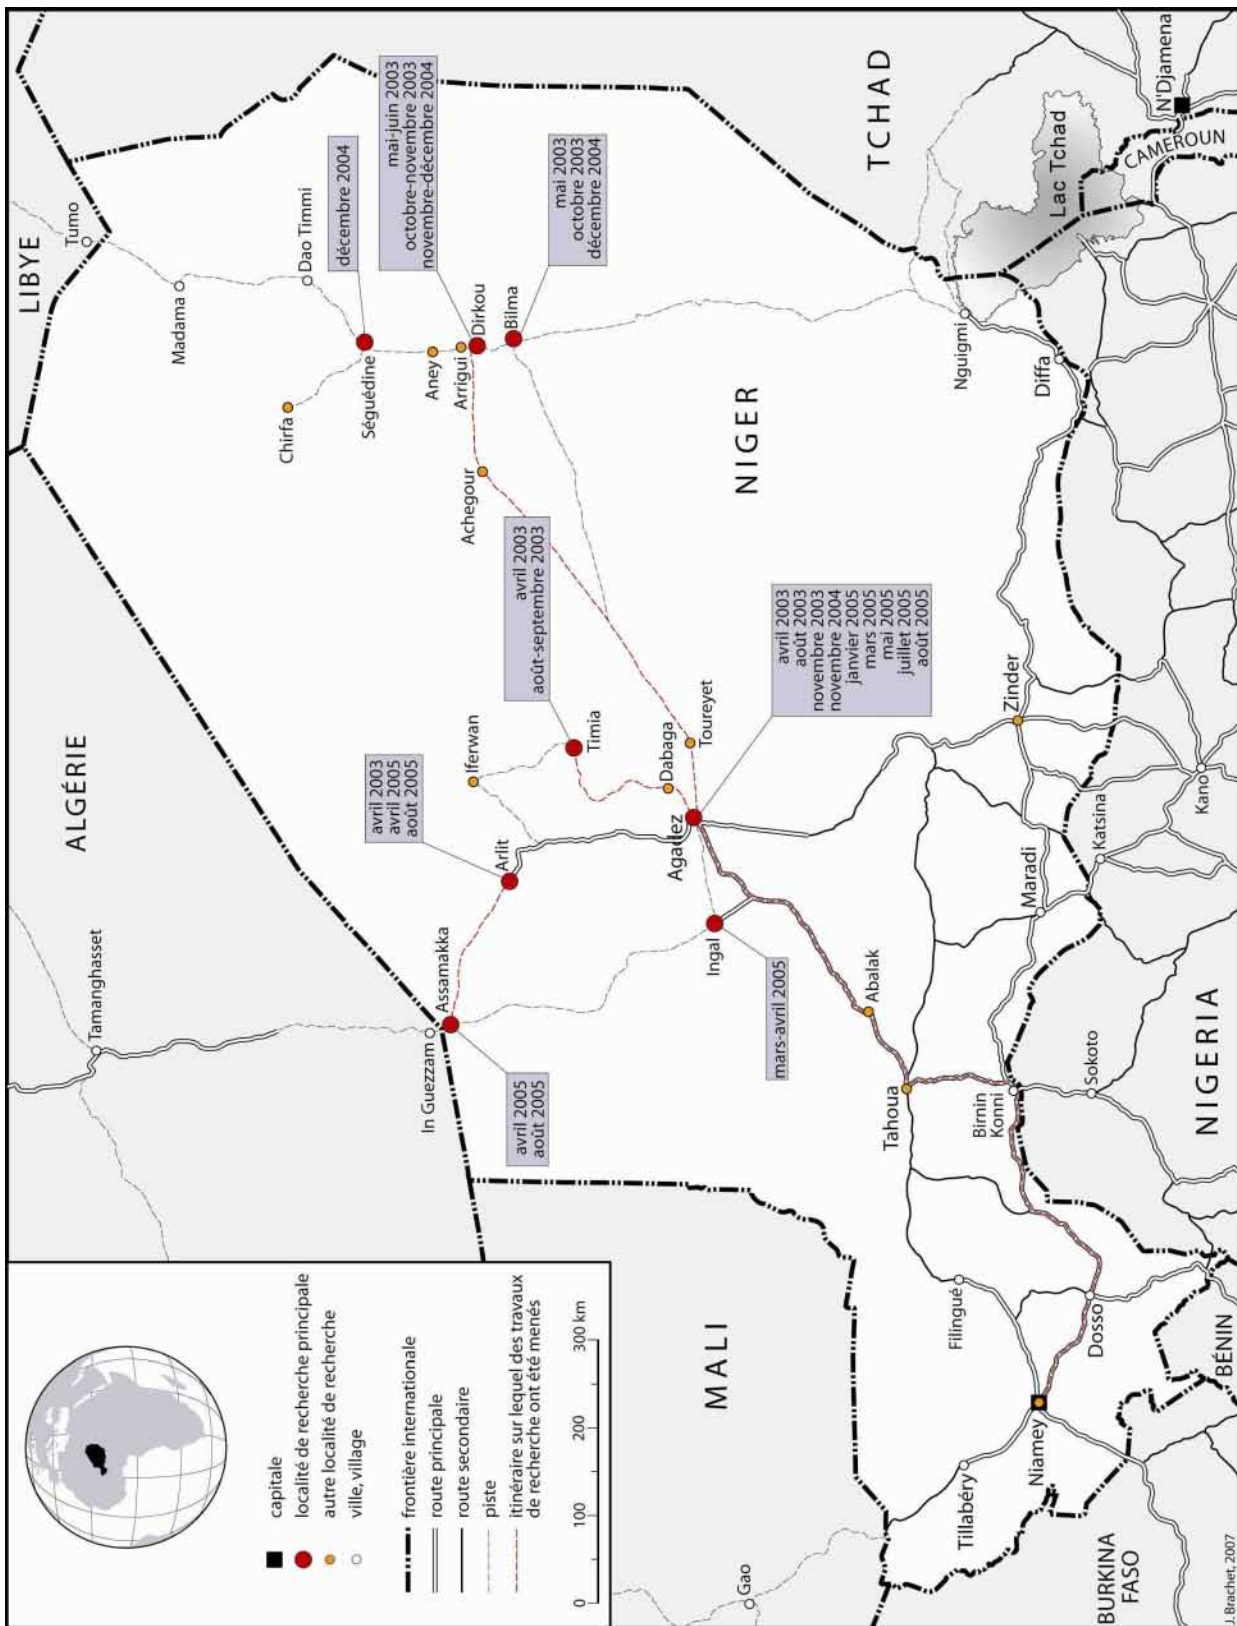 ALGÉRIE
LIBYE
TCHAD
CAMEROUN
Lac Tchad
N'Djamena
NIGER
MALI
NIGERIA
BÉNIN
BURKINA
FASO
Tamanghasset
In Guezzam
Assamakka
avril 2005
août 2005
Arlit
avril 2003
avril 2005
août 2005
Iferwan
Timia
avril 2003
août-septembre 2003
Dabaga
Toureyet
Agadez
avril 2003
août 2003
novembre 2003
novembre 2004
janvier 2005
mars 2005
mai 2005
juillet 2005
août 2005
Ingal
mars-avril 2005
Tumo
Madama
Dao Timmi
Chirfa
Séguédine
décembre 2004
Aney
Arrigui
Dirkou
mai-juin 2003
octobre-novembre 2003
novembre-décembre 2004
Bilma
mai 2003
octobre 2003
décembre 2004
Achegour
Nguigmi
Diffa
Zinder
Maradi
Katsina
Kano
Abalak
Tahoua
Birnin
Konni
Sokoto
Filingué
Dosso
Niamey
Tillabéry
Gao
capitale
localité de recherche principale
autre localité de recherche
ville, village
frontière internationale
route principale
route secondaire
piste
itinéraire sur lequel des travaux
de recherche ont été menés
0 100 200 300 km
J. Brachet, 2007